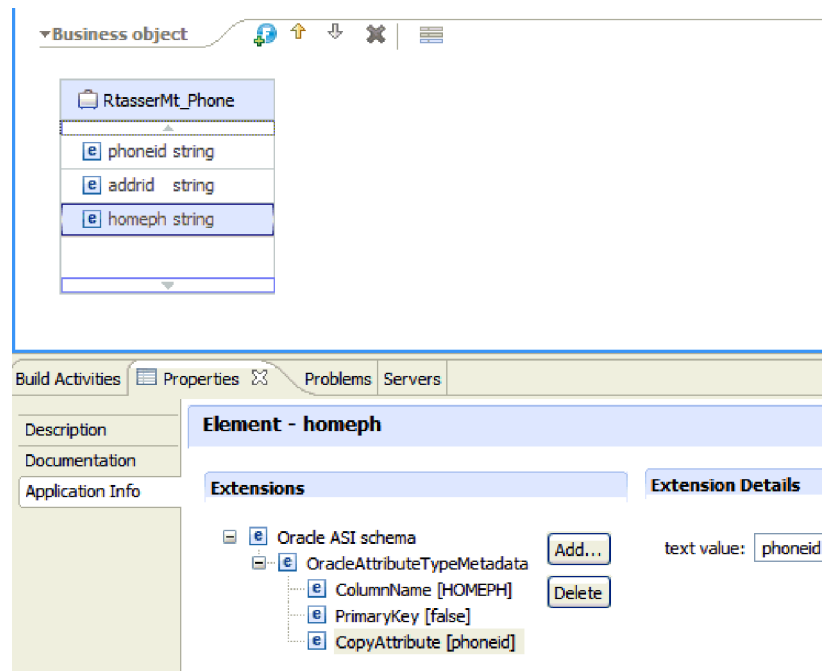 Business object
RtasserMt_Phone
e phoneid string
e addrid string
e homeph string
Build Activities Properties Problems Servers
Description
Documentation
Application Info
Element - homeph
Extensions
e Oracle ASI schema
e OracleAttributeTypeMetadata
e ColumnName [HOMEPH]
e PrimaryKey [false]
e CopyAttribute [phoneid]
Add...
Delete
Extension Details
text value: phoneid